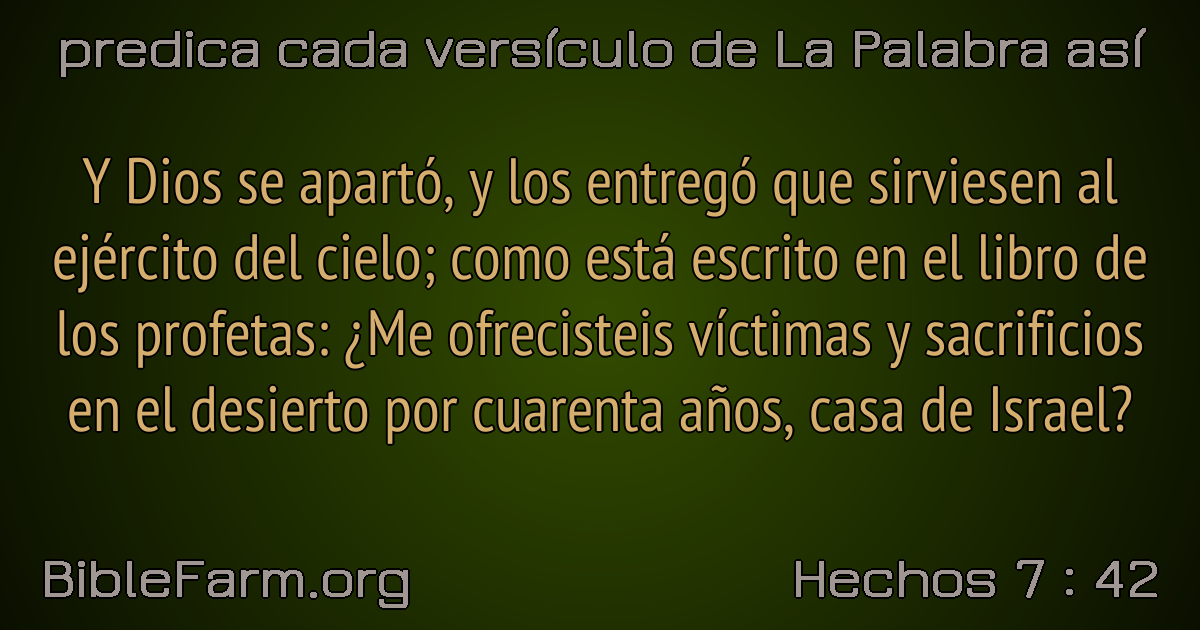 predica cada versículo de La Palabra así
Y Dios se apartó, y los entregó que sirviesen al
ejército del cielo; como está escrito en el libro de
los profetas: ¿Me ofrecisteis víctimas y sacrificios
en el desierto por cuarenta años, casa de Israel?
BibleFarm.org
Hechos 7 : 42